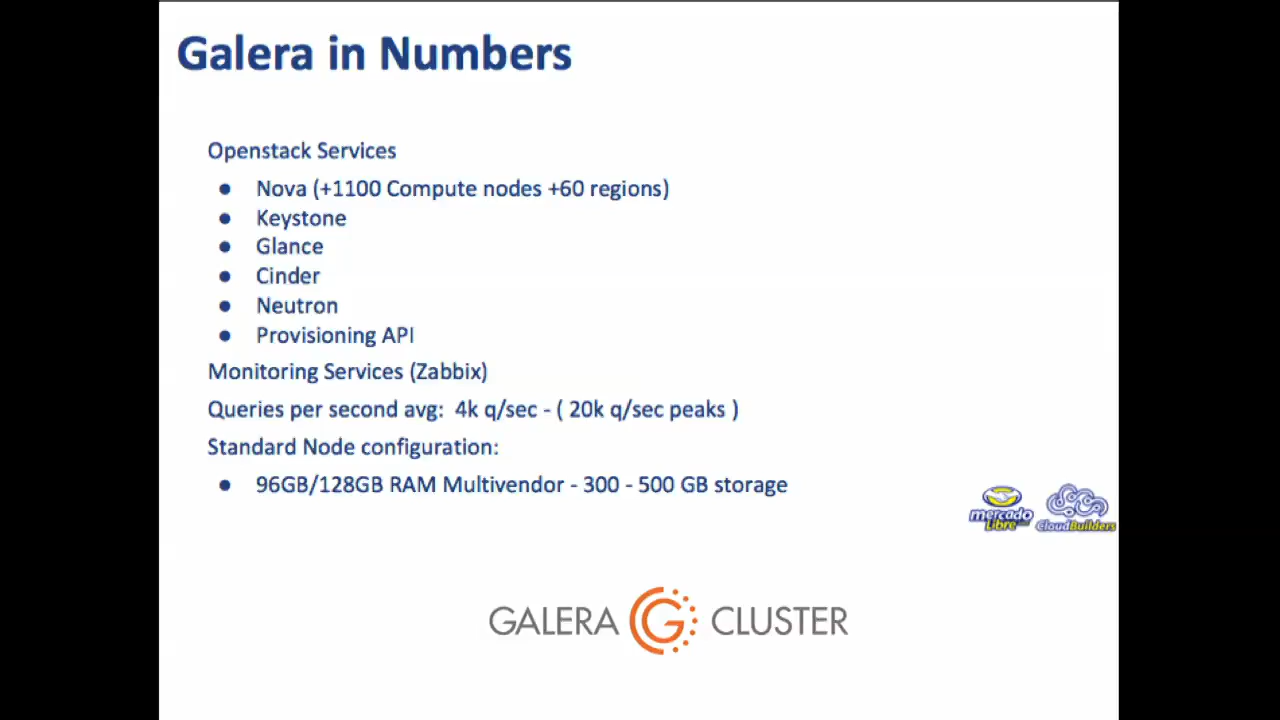 Galera in Numbers
Openstack Services
● Nova (+1100 Compute nodes +60 regions)
● Keystone
● Glance
● Cinder
● Neutron
● Provisioning API
Monitoring Services (Zabbix)
Queries per second avg: 4k q/sec - ( 20k q/sec peaks )
Standard Node configuration:
● 96GB/128GB RAM Multivendor - 300 - 500 GB storage
mercado
Libre
CloudBuilders
GALERA CLUSTER